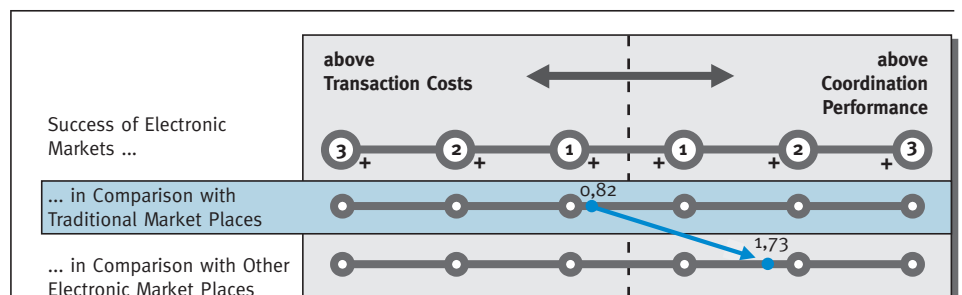 above
Transaction Costs
above
Coordination
Performance
Success of Electronic
Markets ...
3 2 1 1 2 3
+ + + + + +
... in Comparison with
Traditional Market Places
0,82
1,73
... in Comparison with Other
Electronic Market Places